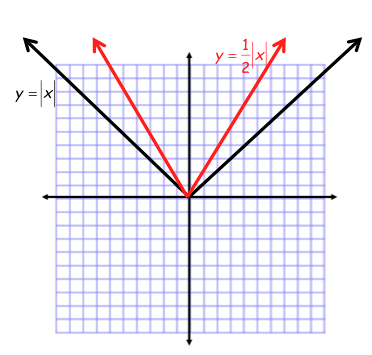 y = 1/2|x|
y = |x|